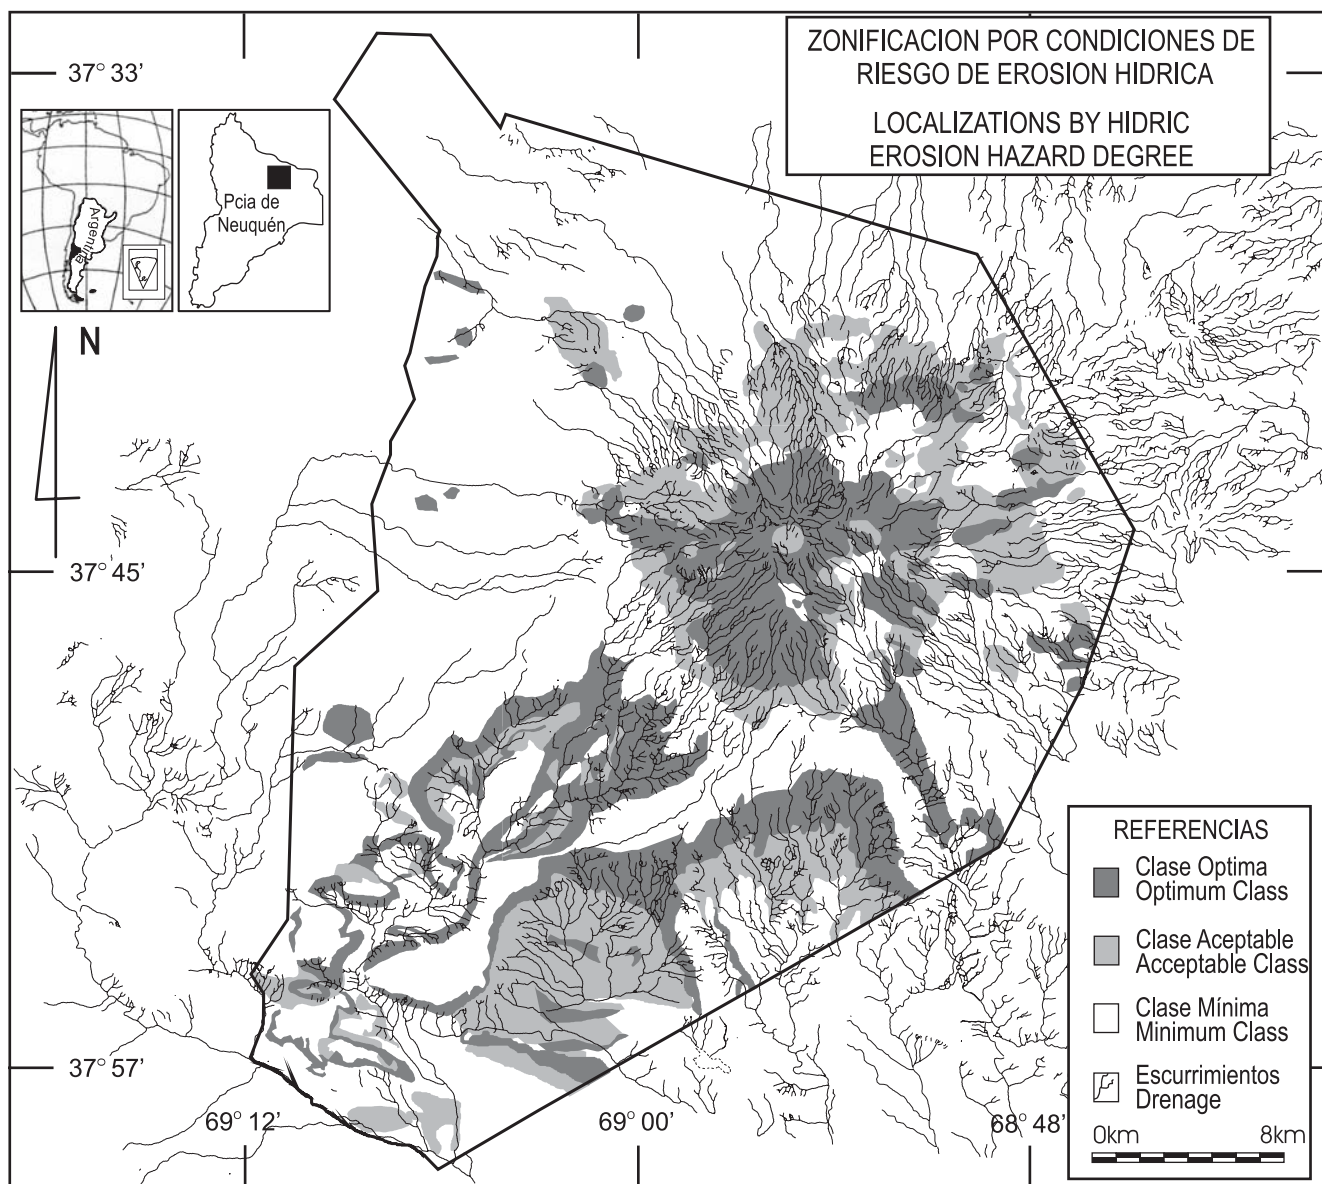 ZONIFICACION POR CONDICIONES DE
RIESGO DE EROSION HIDRICA
LOCALIZATIONS BY HIDRIC
EROSION HAZARD DEGREE
37° 33'
Argentina
Pcia de
Neuquén
N
37° 45'
37° 57'
69° 12'
69° 00'
68° 48'
REFERENCIAS
Clase Optima
Optimum Class
Clase Aceptable
Acceptable Class
Clase Mínima
Minimum Class
Escurrimientos
Drenage
0km 8km